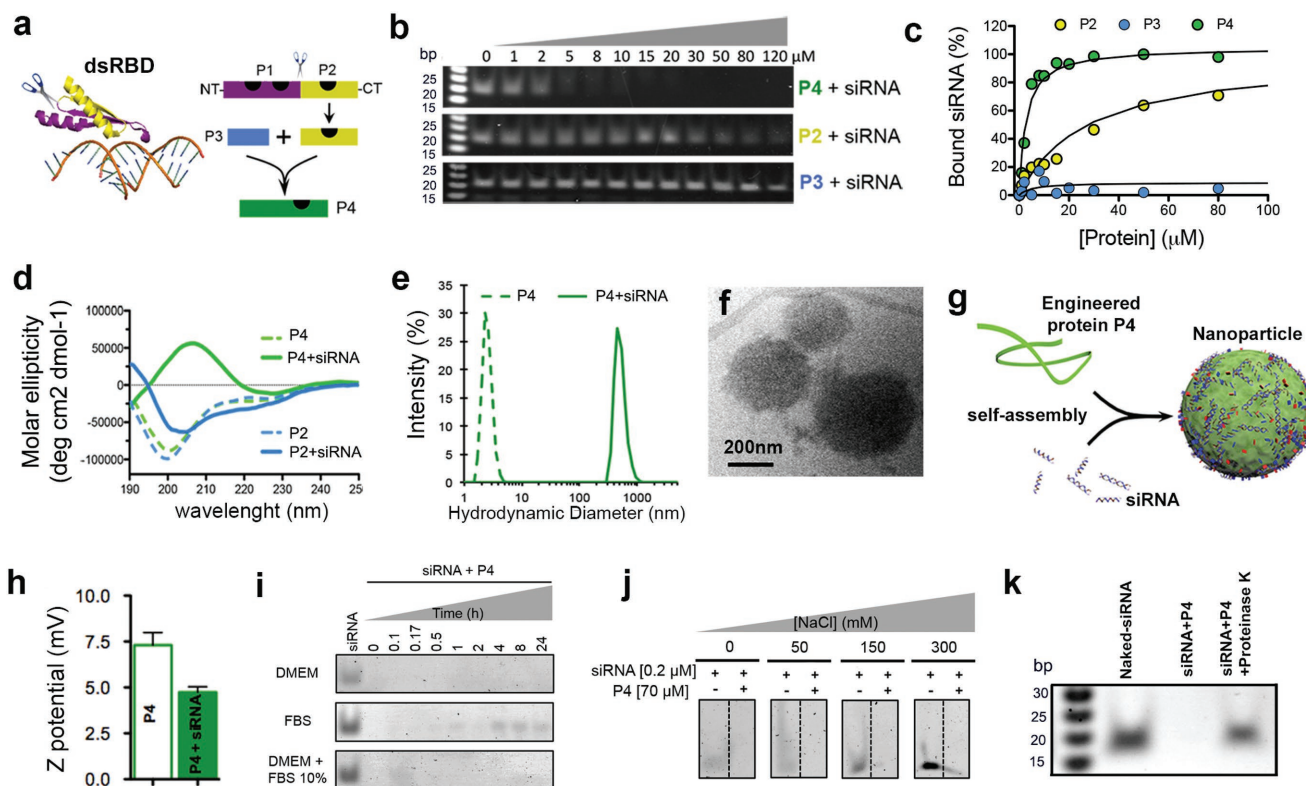 a
dsRBD
P1
P2
NT-
-CT
P3
+
P4
b
bp
0 1 2 5 8 10 15 20 30 50 80 120 µM
25
20
15
P4 + siRNA
25
20
15
P2 + siRNA
25
20
15
P3 + siRNA
c
P2 P3 P4
Bound siRNA (%)
120
100
80
60
40
20
0
0 20 40 60 80 100
[Protein] (µM)
d
Molar ellipticity
(deg cm2 dmol-1)
100000
50000
0
-50000
-100000
P4
P4+siRNA
P2
P2+siRNA
190 200 210 220 230 240 25
wavelenght (nm)
e
P4 P4+siRNA
Intensity (%)
35
30
25
20
15
10
5
0
1 10 100 1000
Hydrodynamic Diameter (nm)
f
200nm
g
Engineered
protein P4
Nanoparticle
self-assembly
siRNA
h
Z potential (mV)
10.0
7.5
5.0
2.5
0.0
P4
P4 + siRNA
i
siRNA + P4
Time (h)
siRNA 0 0.1 0.17 0.5 1 2 4 8 24
DMEM
FBS
DMEM +
FBS 10%
j
[NaCl] (mM)
0 50 150 300
siRNA [0.2 µM] + + + + + + + +
P4 [70 µM] - + - + - + - +
k
Naked-siRNA
siRNA+P4
siRNA+P4
+Proteinase K
bp
30
25
20
15